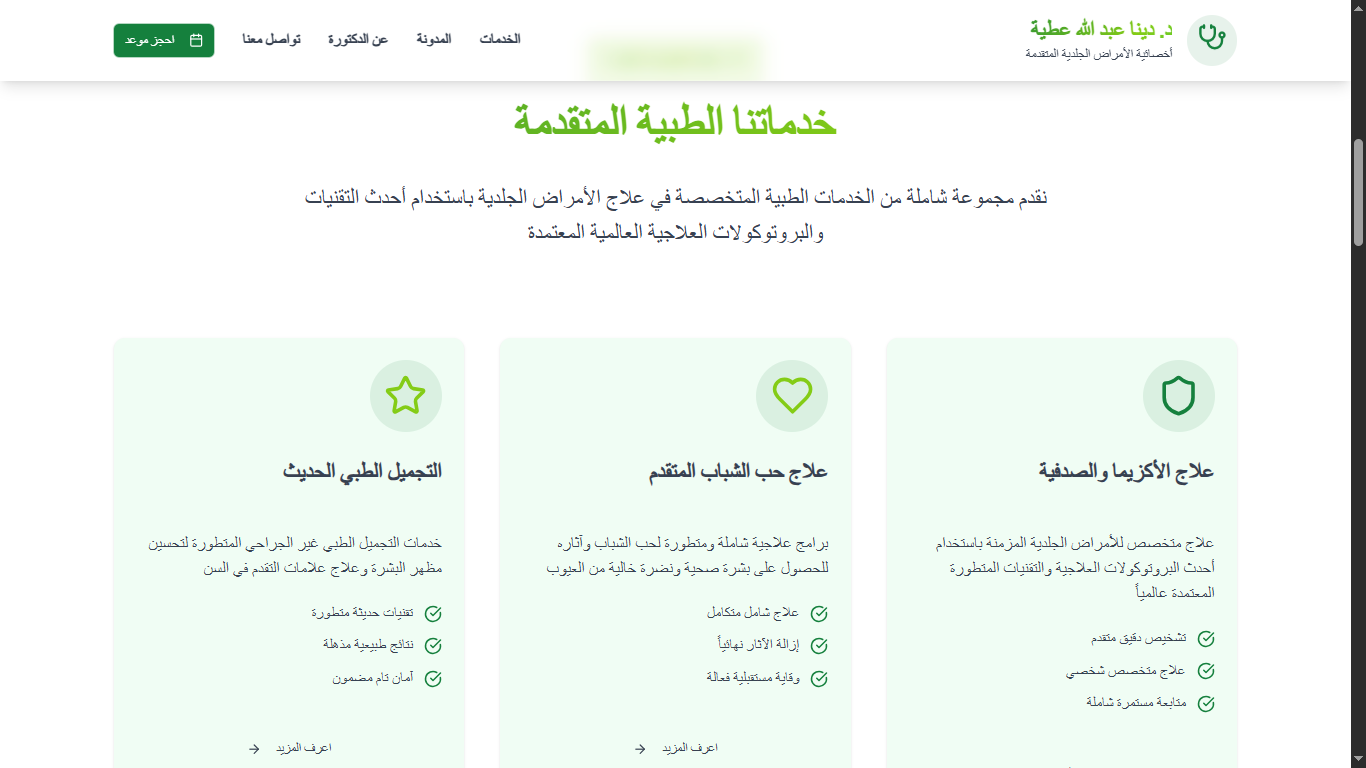 د. دينا عبد الله عطية
أخصائية الأمراض الجلدية المتقدمة
الخدمات
المدونة
عن الدكتورة
تواصل معنا
احجز موعد
خدماتنا الطبية المتقدمة
نقدم مجموعة شاملة من الخدمات الطبية المتخصصة في علاج الأمراض الجلدية باستخدام أحدث التقنيات
والبروتوكولات العلاجية العالمية المعتمدة
علاج الأكزيما والصدفية
علاج متخصص للأمراض الجلدية المزمنة باستخدام
أحدث البروتوكولات العلاجية والتقنيات المتطورة
المعتمدة عالمياً
تشخيص دقيق متقدم
علاج متخصص شخصي
متابعة مستمرة شاملة
علاج حب الشباب المتقدم
برامج علاجية شاملة ومتطورة لحب الشباب وآثاره
للحصول على بشرة صحية ونضرة خالية من العيوب
علاج شامل متكامل
إزالة الآثار نهائياً
وقاية مستقبلية فعالة
اعرف المزيد
التجميل الطبي الحديث
خدمات التجميل الطبي غير الجراحي المتطورة لتحسين
مظهر البشرة وعلاج علامات التقدم في السن
تقنيات حديثة متطورة
نتائج طبيعية مذهلة
آمان تام مضمون
اعرف المزيد